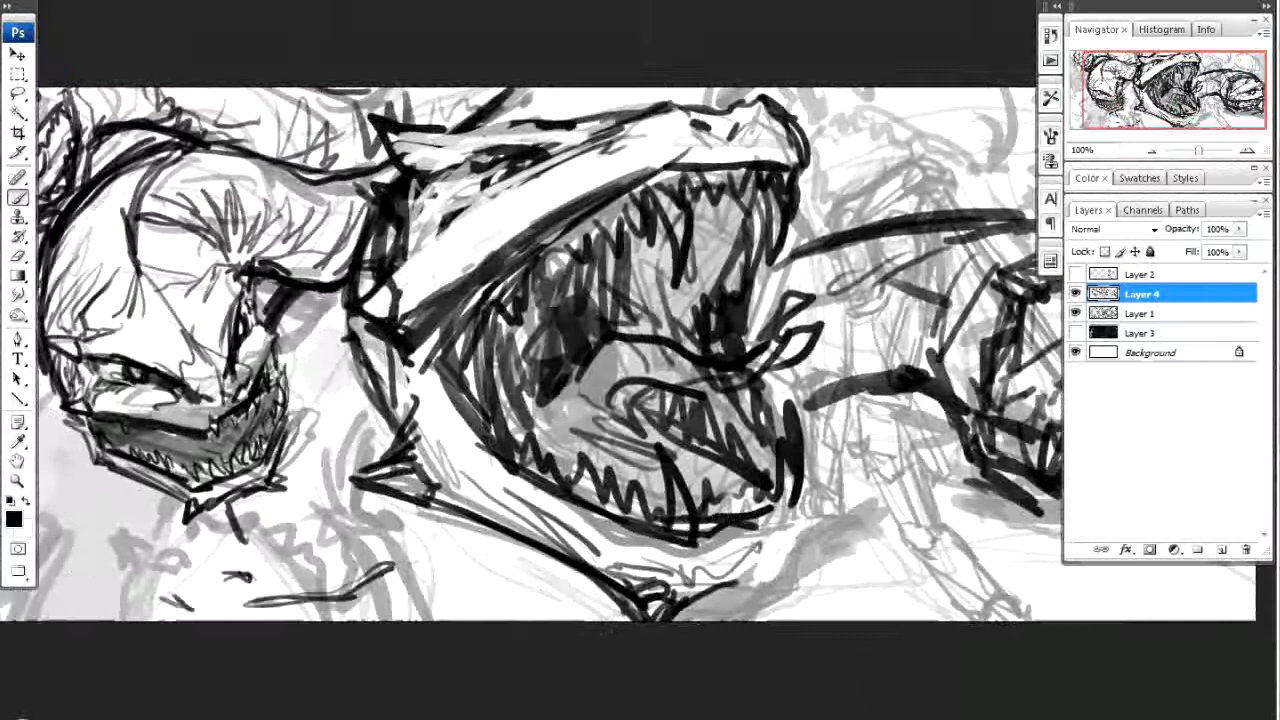 Ps
Navigator × Histogram Info
100%
Color × Swatches Styles
Layers × Channels Paths
Normal Opacity: 100%
Lock: Fill: 100%
Layer 2
Layer 4
Layer 1
Layer 3
Background
T
A
fx